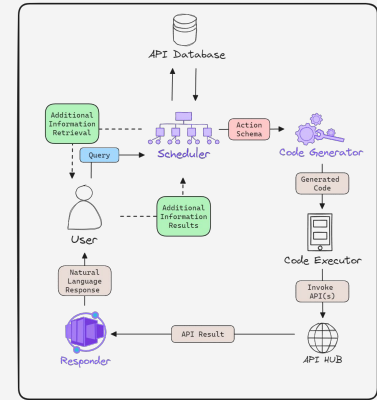 API Database
Additional
Information
Retrieval
Query
Scheduler
Action
Schema
Code Generator
Generated
Code
User
Additional
Information
Results
Code Executor
Natural
Language
Response
Invoke
API(s)
Responder
API Result
API HUB